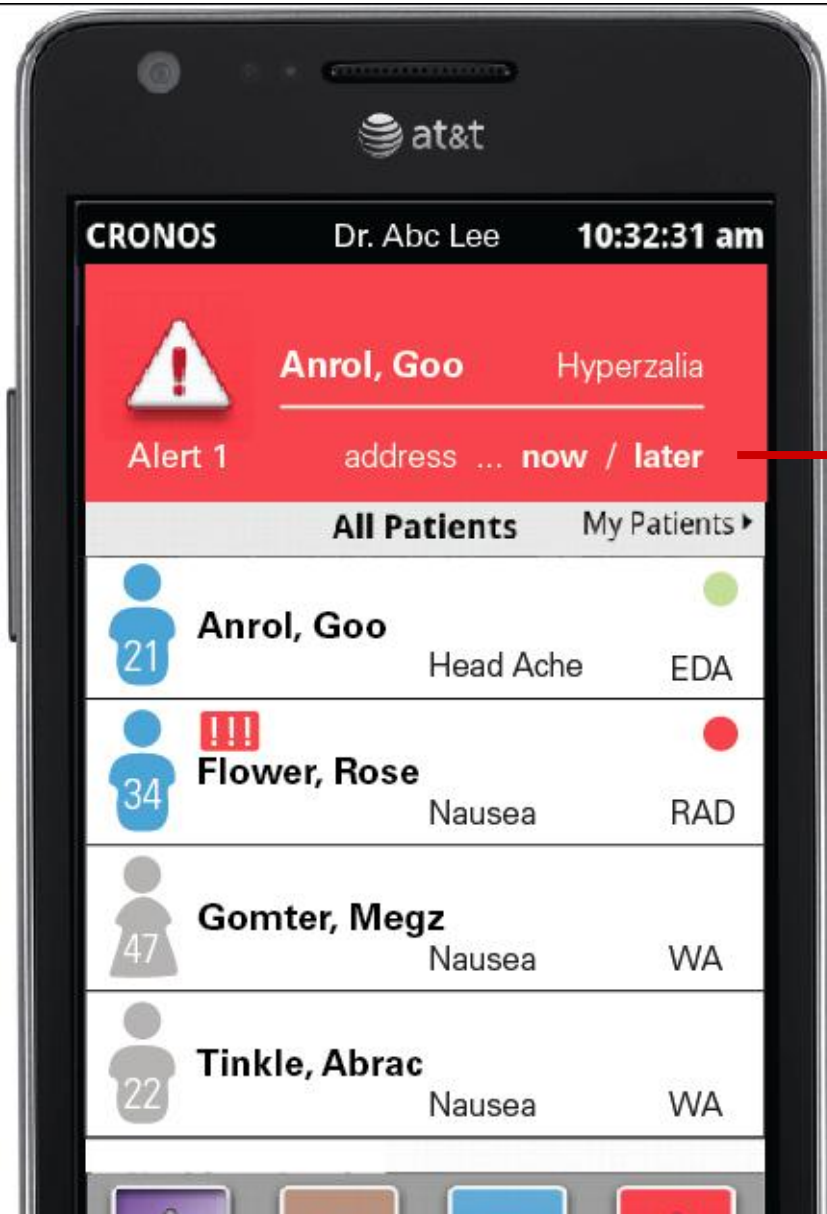 at&t
CRONOS Dr. Abc Lee 10:32:31 am
Anrol, Goo Hyperzalia
Alert 1 address ... now / later
All Patients My Patients
Anrol, Goo
21 Head Ache EDA
!!!
Flower, Rose
34 Nausea RAD
Gomter, Megz
47 Nausea WA
Tinkle, Abrac
22 Nausea WA